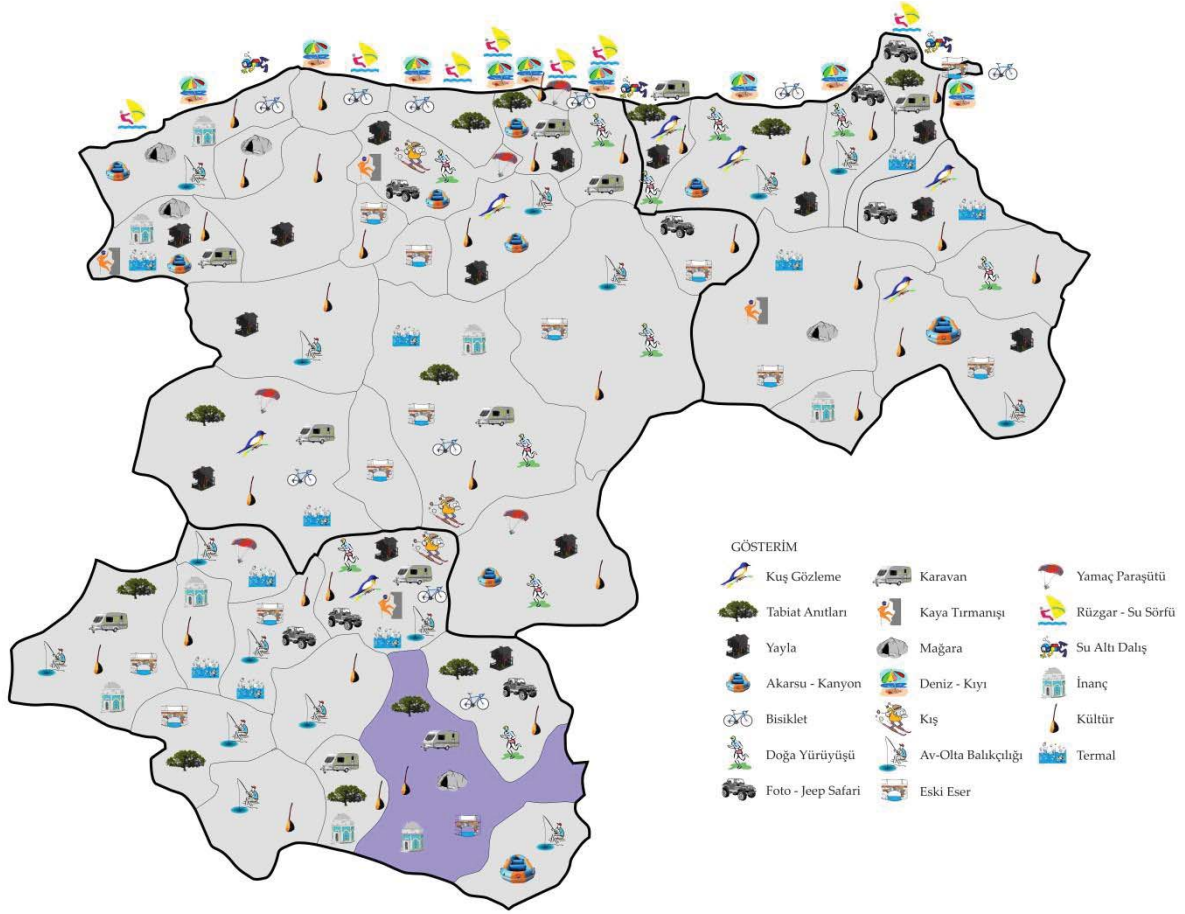 GÖSTERİM
Kuş Gözleme
Tabiat Anıtları
Yayla
Akarsu - Kanyon
Bisiklet
Doğa Yürüyüşü
Foto - Jeep Safari
Karavan
Kaya Tırmanışı
Mağara
Deniz - Kıyı
Kış
Av-Olta Balıkçılığı
Eski Eser
Yamaç Paraşütü
Rüzgar - Su Sörfü
Su Altı Dalış
İnanç
Kültür
Termal